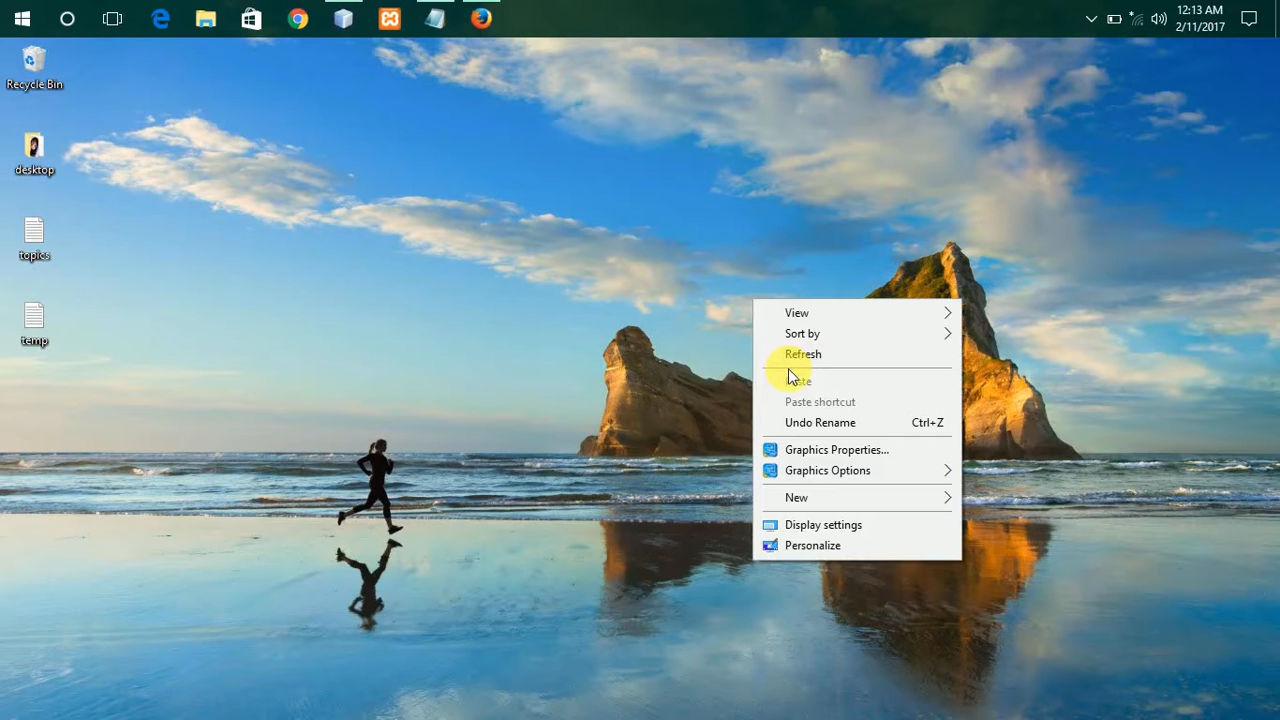 12:13 AM
2/11/2017
Recycle Bin
desktop
topics
temp
View
Sort by
Refresh
Paste
Paste shortcut
Undo Rename Ctrl+Z
Graphics Properties...
Graphics Options
New
Display settings
Personalize